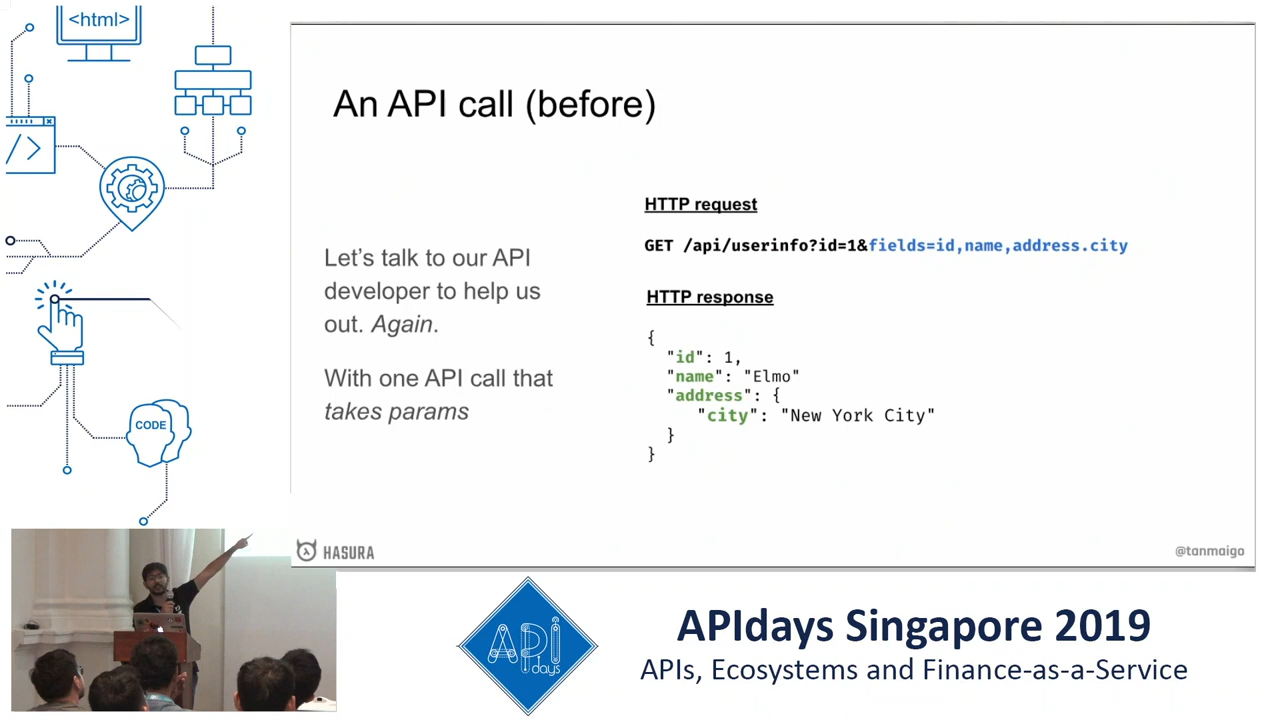 <html>
</>
CODE
An API call (before)
Let's talk to our API
developer to help us
out. Again.
With one API call that
takes params
HTTP request
GET /api/userinfo?id=1&fields=id,name,address.city
HTTP response
{
"id": 1,
"name": "Elmo"
"address": {
"city": "New York City"
}
}
HASURA
@tanmaigo
API
days
APIdays Singapore 2019
APIs, Ecosystems and Finance-as-a-Service